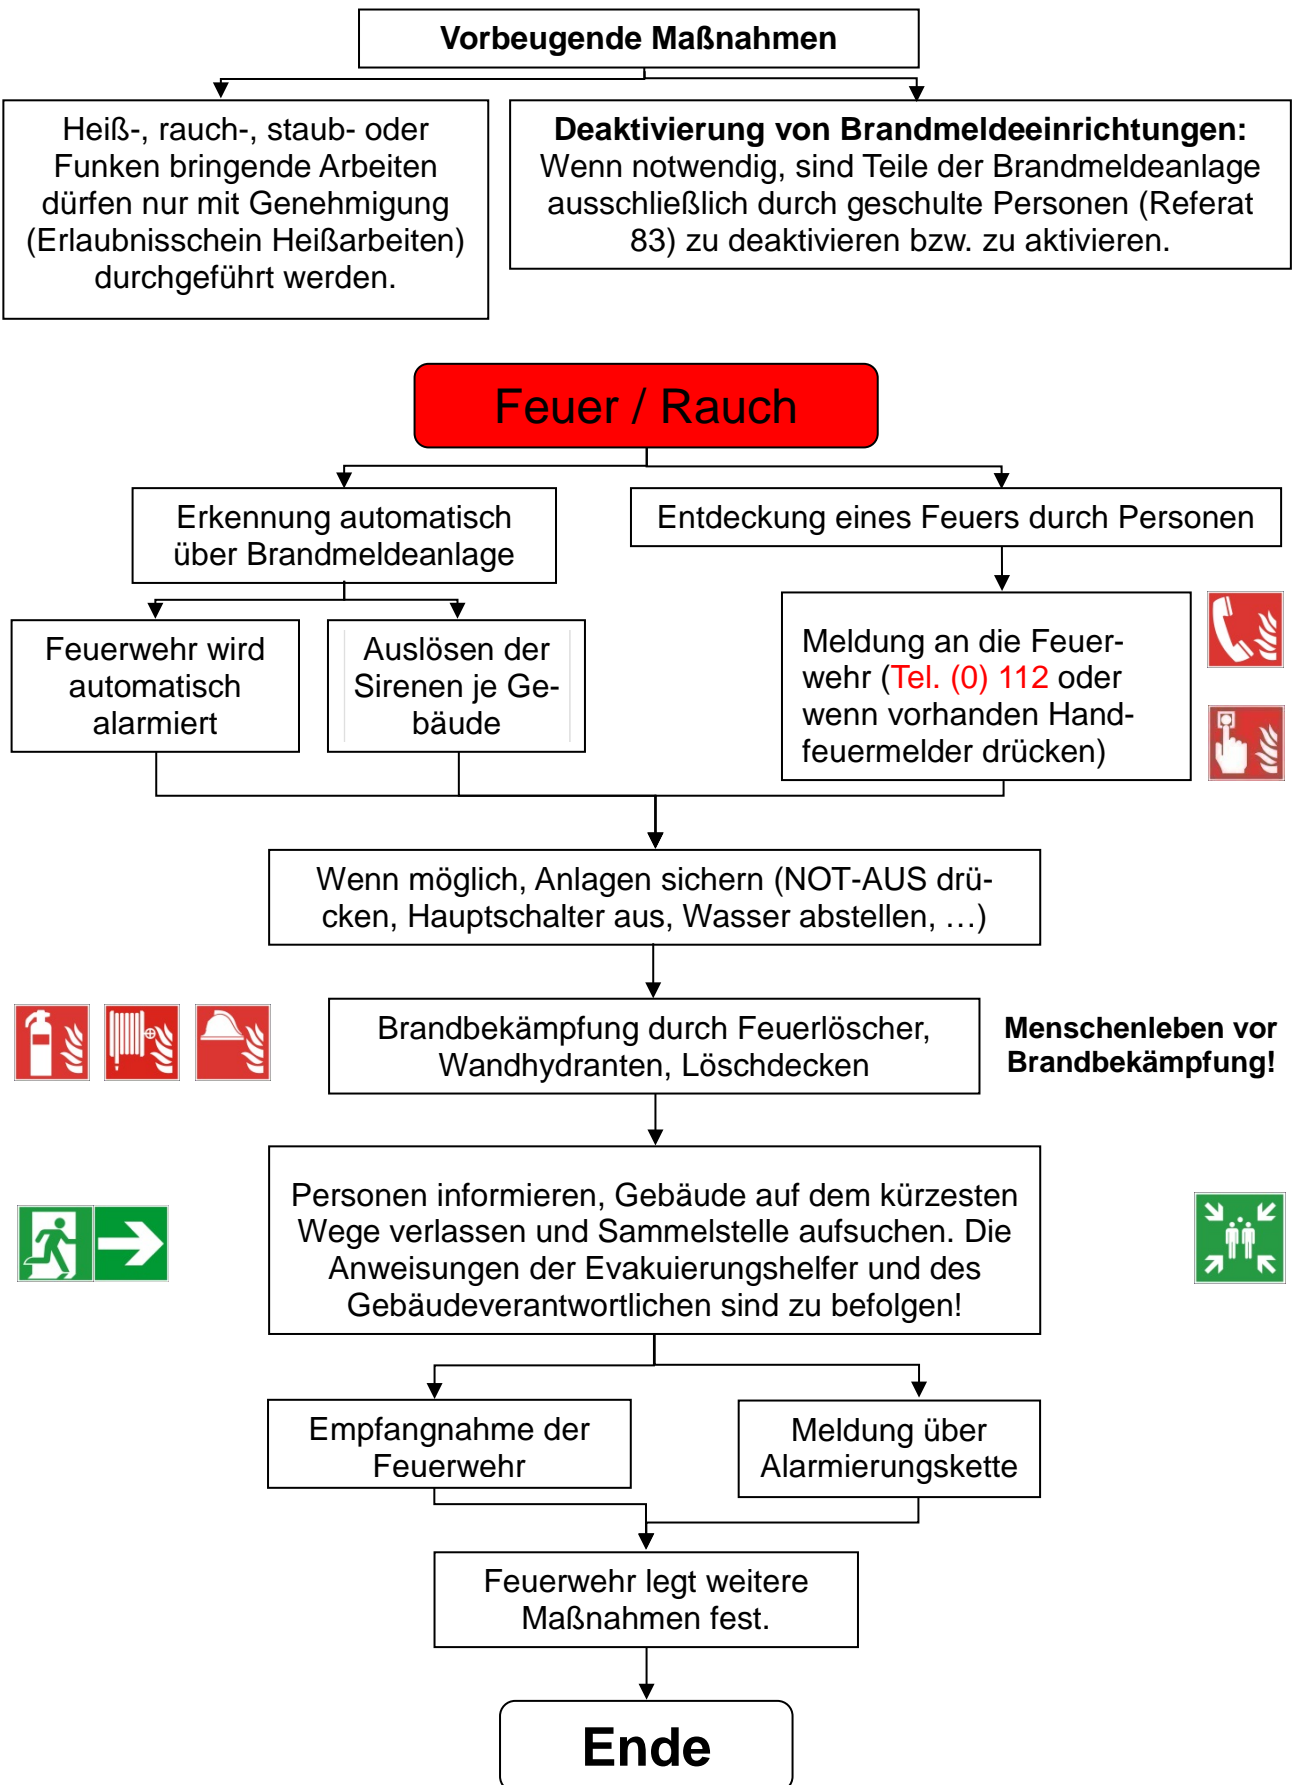 Vorbeugende Maßnahmen
Heiß-, rauch-, staub- oder
Funken bringende Arbeiten
dürfen nur mit Genehmigung
(Erlaubnisschein Heißarbeiten)
durchgeführt werden.
Deaktivierung von Brandmeldeeinrichtungen:
Wenn notwendig, sind Teile der Brandmeldeanlage
ausschließlich durch geschulte Personen (Referat
83) zu deaktivieren bzw. zu aktivieren.
Feuer / Rauch
Erkennung automatisch
über Brandmeldeanlage
Entdeckung eines Feuers durch Personen
Feuerwehr wird
automatisch
alarmiert
Auslösen der
Sirenen je Ge-
bäude
Meldung an die Feuer-
wehr (Tel. (0) 112 oder
wenn vorhanden Hand-
feuermelder drücken)
Wenn möglich, Anlagen sichern (NOT-AUS drü-
cken, Hauptschalter aus, Wasser abstellen, …)
Brandbekämpfung durch Feuerlöscher,
Wandhydranten, Löschdecken
Menschenleben vor
Brandbekämpfung!
Personen informieren, Gebäude auf dem kürzesten
Wege verlassen und Sammelstelle aufsuchen. Die
Anweisungen der Evakuierungshelfer und des
Gebäudeverantwortlichen sind zu befolgen!
Empfangnahme der
Feuerwehr
Meldung über
Alarmierungskette
Feuerwehr legt weitere
Maßnahmen fest.
Ende